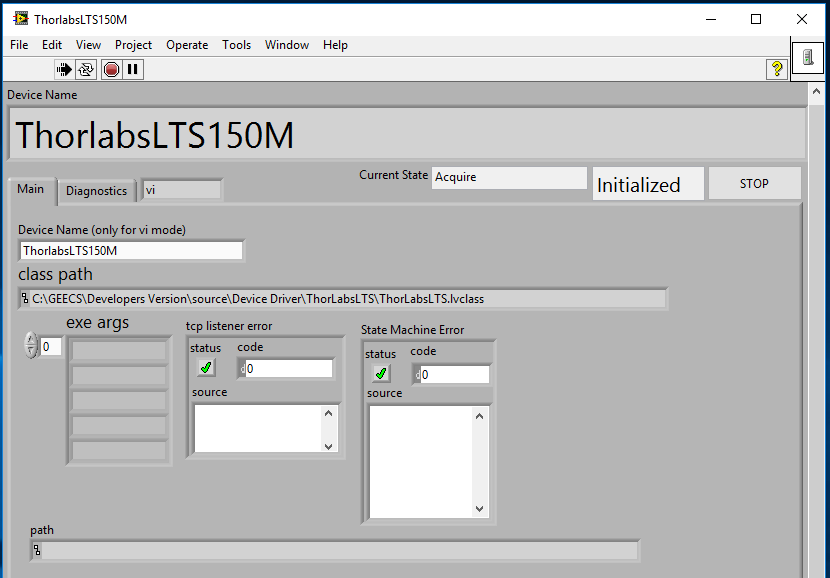 ThorlabsLTS150M
File Edit View Project Operate Tools Window Help
?
Device Name
ThorlabsLTS150M
Main Diagnostics vi
Current State Acquire Initialized STOP
Device Name (only for vi mode)
ThorlabsLTS150M
class path
C:\GEECS\Developers Version\source\Device Driver\ThorLabsLTS\ThorLabsLTS.lvclass
exe args
0
tcp listener error
status code
d0
source
State Machine Error
status code
d0
source
path